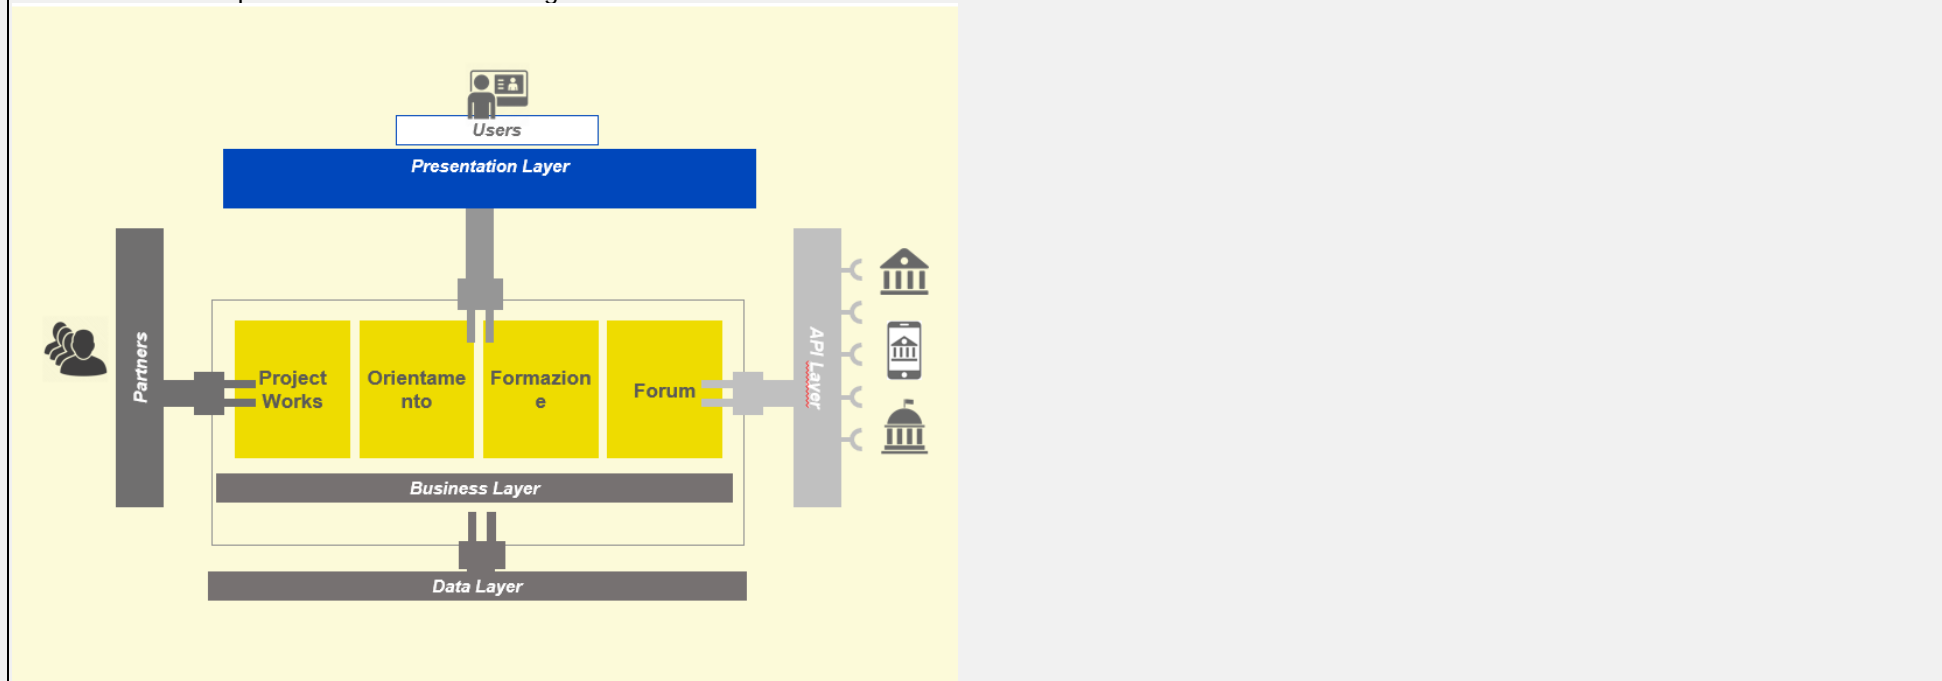 Users
Presentation Layer
Partners
Project
Works
Orientame
nto
Formazion
e
Forum
API Layer
Business Layer
Data Layer